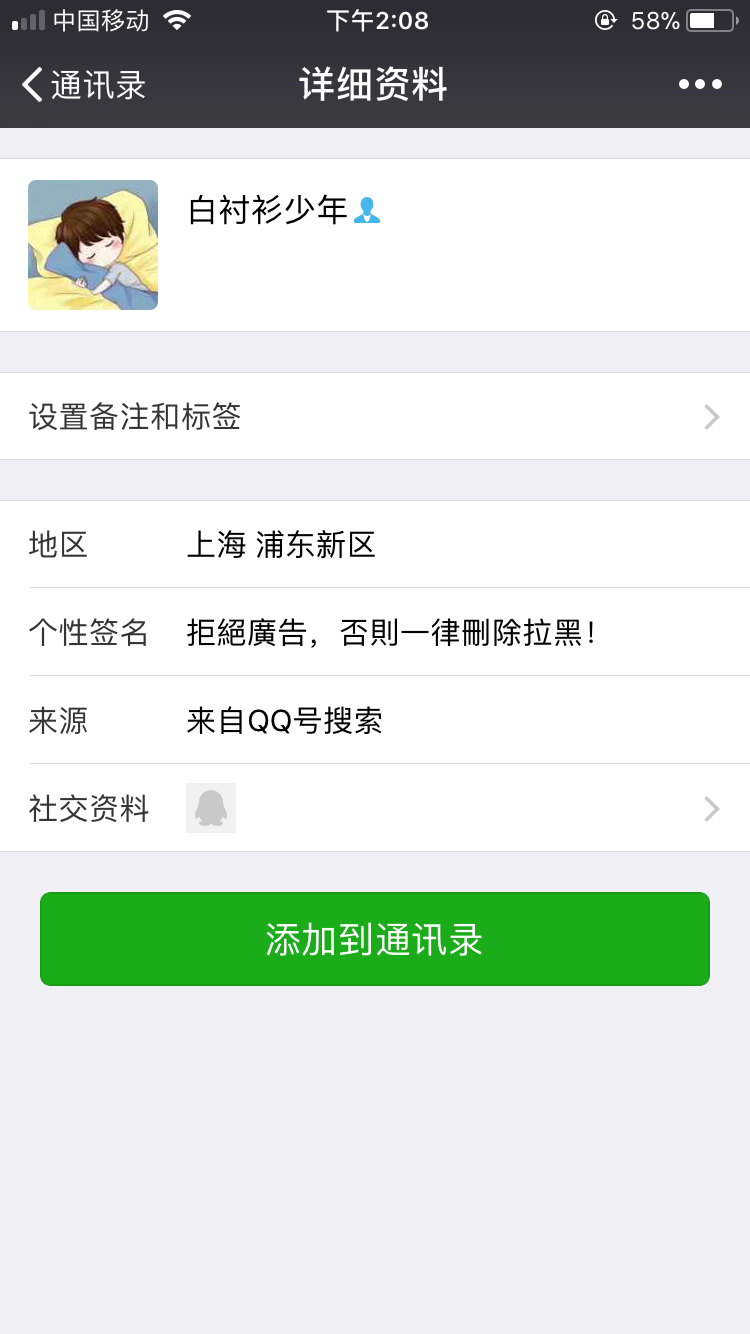 中国移动 下午2:08 58%
通讯录 详细资料
白衬衫少年
设置备注和标签
地区 上海 浦东新区
个性签名 拒絕廣告，否則一律刪除拉黑！
来源 来自QQ号搜索
社交资料
添加到通讯录